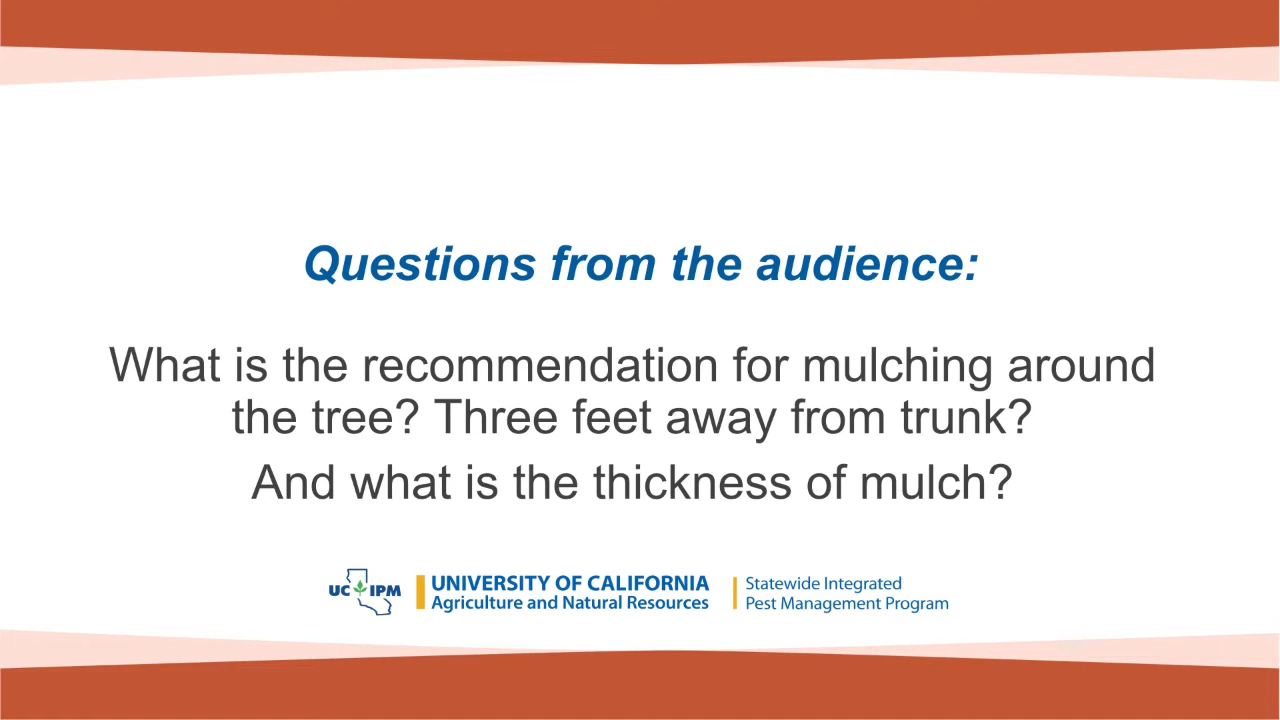 Questions from the audience:
What is the recommendation for mulching around
the tree? Three feet away from trunk?
And what is the thickness of mulch?
UC IPM
UNIVERSITY OF CALIFORNIA
Agriculture and Natural Resources
Statewide Integrated
Pest Management Program